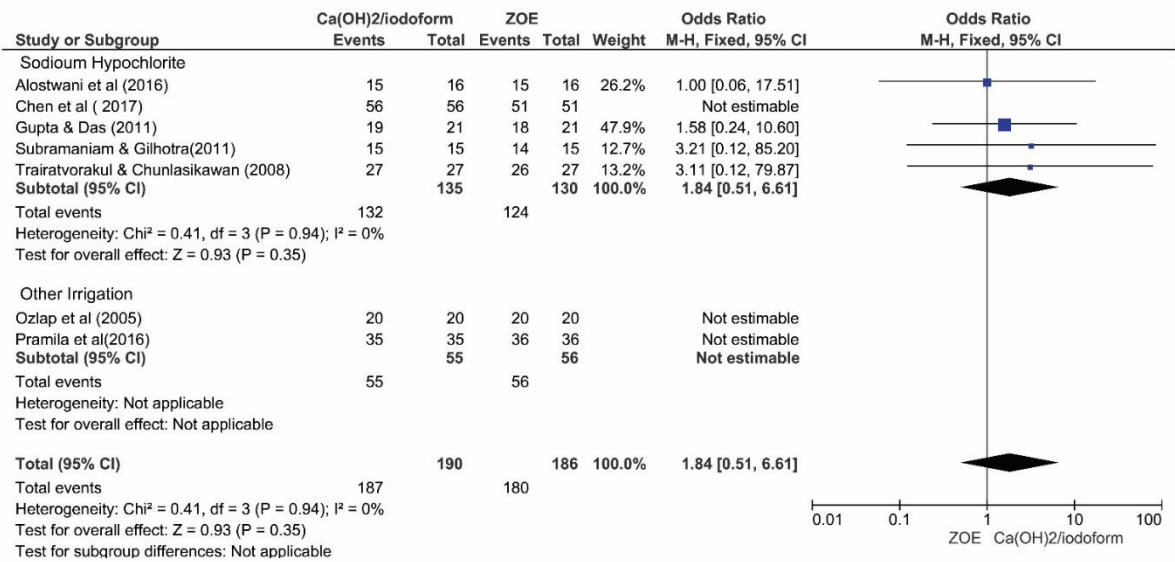 Ca(OH)2/iodoform ZOE Odds Ratio Odds Ratio
Study or Subgroup Events Total Events Total Weight M-H, Fixed, 95% CI M-H, Fixed, 95% CI
Sodioum Hypochlorite
Alostwani et al (2016) 15 16 15 16 26.2% 1.00 [0.06, 17.51]
Chen et al ( 2017) 56 56 51 51 Not estimable
Gupta & Das (2011) 19 21 18 21 47.9% 1.58 [0.24, 10.60]
Subramaniam & Gilhotra(2011) 15 15 14 15 12.7% 3.21 [0.12, 85.20]
Trairatvorakul & Chunlasikawan (2008) 27 27 26 27 13.2% 3.11 [0.12, 79.87]
Subtotal (95% CI) 135 130 100.0% 1.84 [0.51, 6.61]
Total events 132 124
Heterogeneity: Chi² = 0.41, df = 3 (P = 0.94); I² = 0%
Test for overall effect: Z = 0.93 (P = 0.35)
Other Irrigation
Ozlap et al (2005) 20 20 20 20 Not estimable
Pramila et al(2016) 35 35 36 36 Not estimable
Subtotal (95% CI) 55 56 Not estimable
Total events 55 56
Heterogeneity: Not applicable
Test for overall effect: Not applicable
Total (95% CI) 190 186 100.0% 1.84 [0.51, 6.61]
Total events 187 180
Heterogeneity: Chi² = 0.41, df = 3 (P = 0.94); I² = 0%
Test for overall effect: Z = 0.93 (P = 0.35)
Test for subgroup differences: Not applicable
0.01 0.1 1 10 100
ZOE Ca(OH)2/iodoform